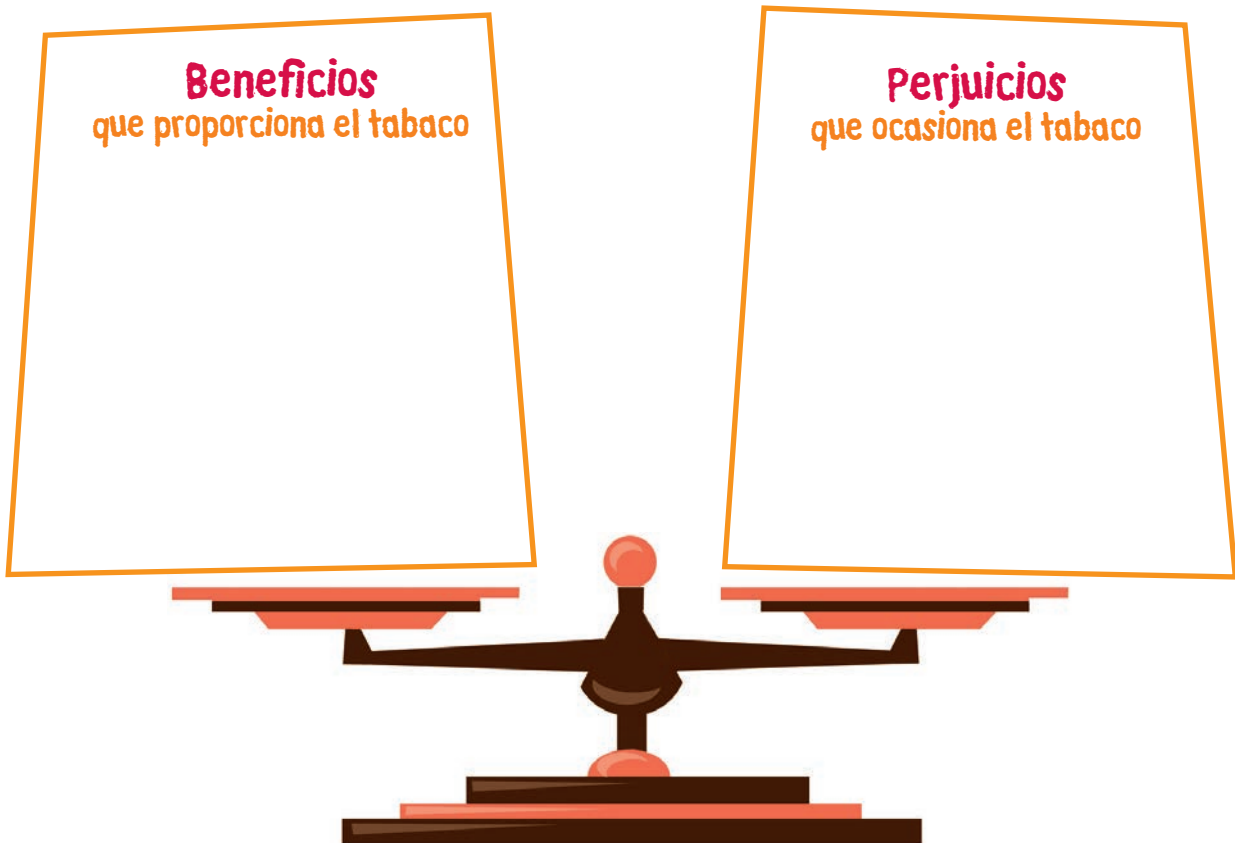 Beneficios
que proporciona el tabaco
Perjuicios
que ocasiona el tabaco